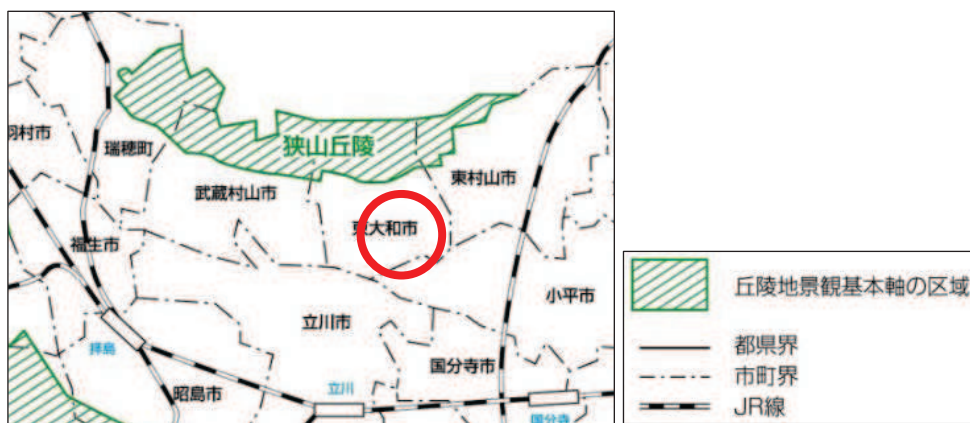 狭山丘陵
羽村市
瑞穂町
東村山市
武蔵村山市
東大和市
福生市
小平市
立川市
拝島
国分寺市
昭島市
立川
国分寺
丘陵地景観基本軸の区域
都県界
市町界
JR線